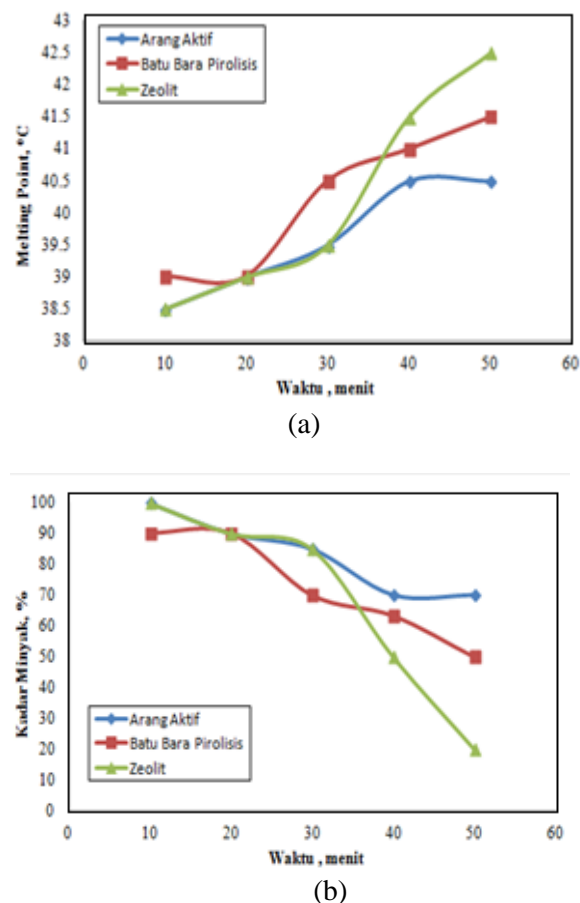 43
42.5
42
41.5
41
40.5
40
39.5
39
38.5
38
Melting Point, °C
Arang Aktif
Batu Bara Pirolisis
Zeolit
0 10 20 30 40 50 60
Waktu , menit
(a)
100
90
80
70
60
50
40
30
20
10
0
Kadar Minyak, %
Arang Aktif
Batu Bara Pirolisis
Zeolit
0 10 20 30 40 50 60
Waktu , menit
(b)